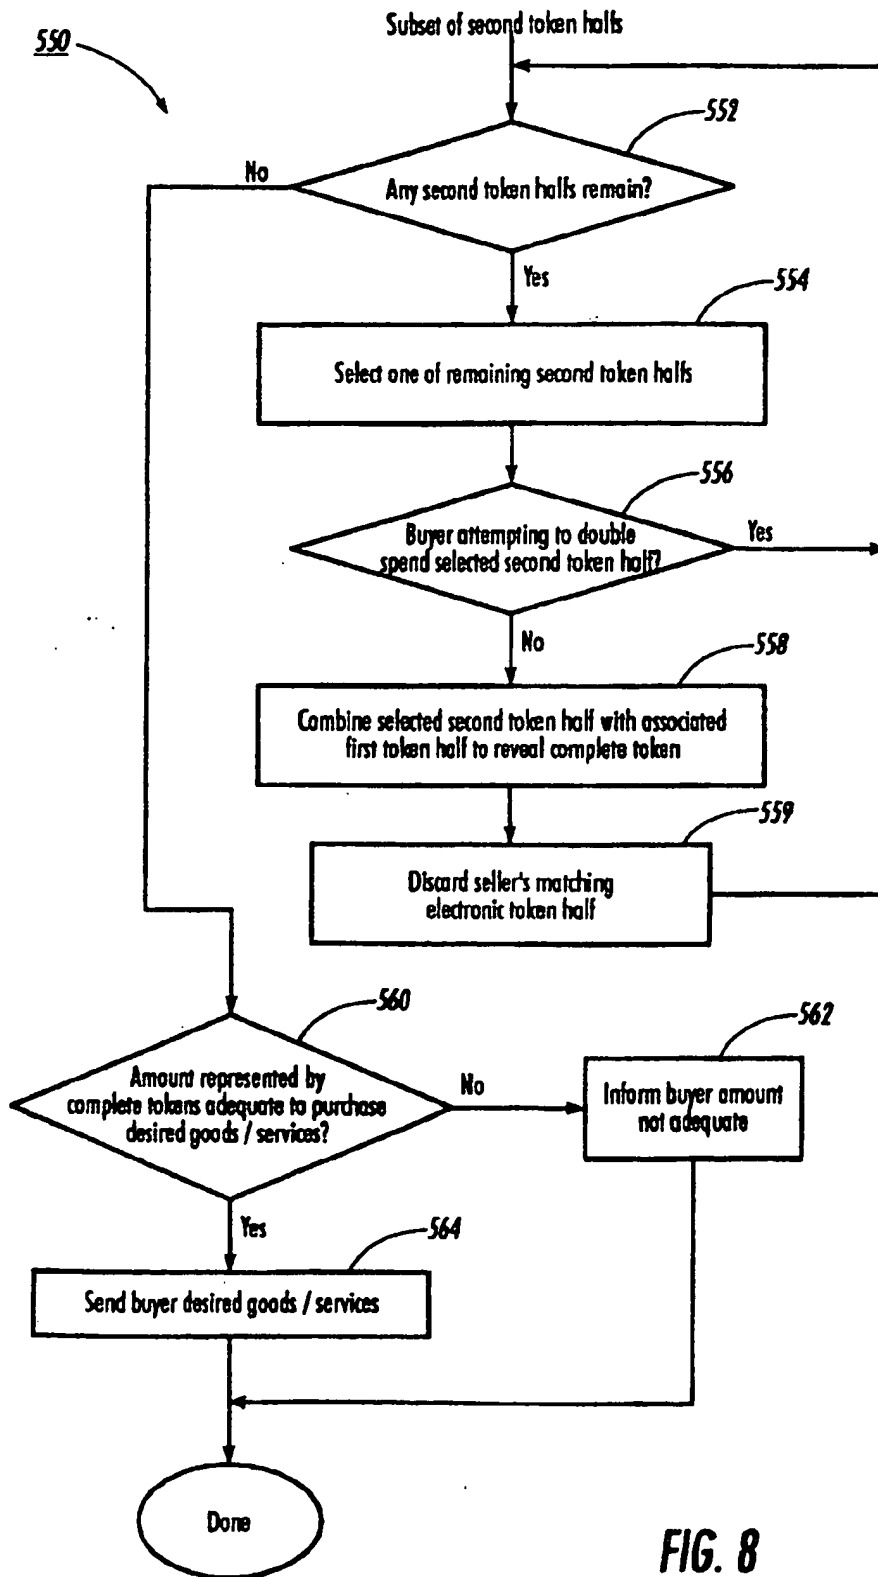 Subset of second token halfs
550
552
No
Any second token halfs remain?
Yes
554
Select one of remaining second token halfs
556
Buyer attempting to double
spend selected second token half?
Yes
No
558
Combine selected second token half with associated
first token half to reveal complete token
559
Discard seller's matching
electronic token half
560
562
Amount represented by
complete tokens adequate to purchase
desired goods / services?
No
Inform buyer amount
not adequate
Yes
564
Send buyer desired goods / services
Done
FIG. 8